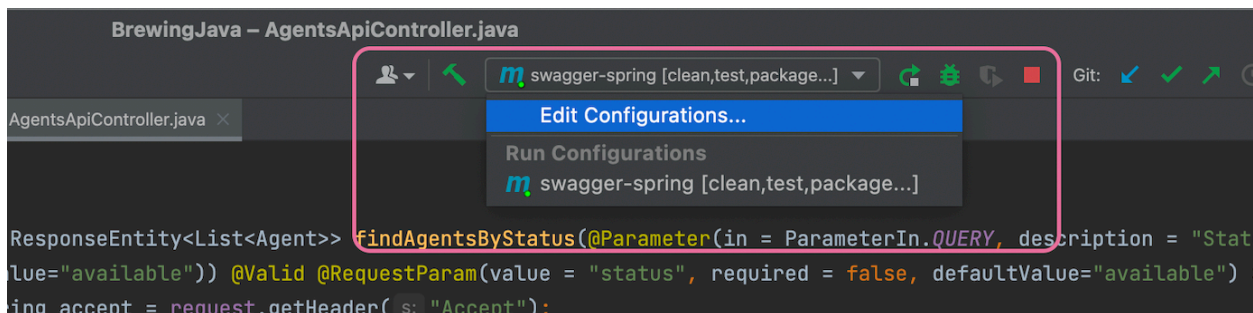 BrewingJava – AgentsApiController.java
swagger-spring [clean,test,package...] Git:
AgentsApiController.java
Edit Configurations...
Run Configurations
swagger-spring [clean,test,package...]
ResponseEntity<List<Agent>> findAgentsByStatus(@Parameter(in = ParameterIn.QUERY, description = "Stat
alue="available")) @Valid @RequestParam(value = "status", required = false, defaultValue="available")
ring accept = request.getHeader( s: "Accept");